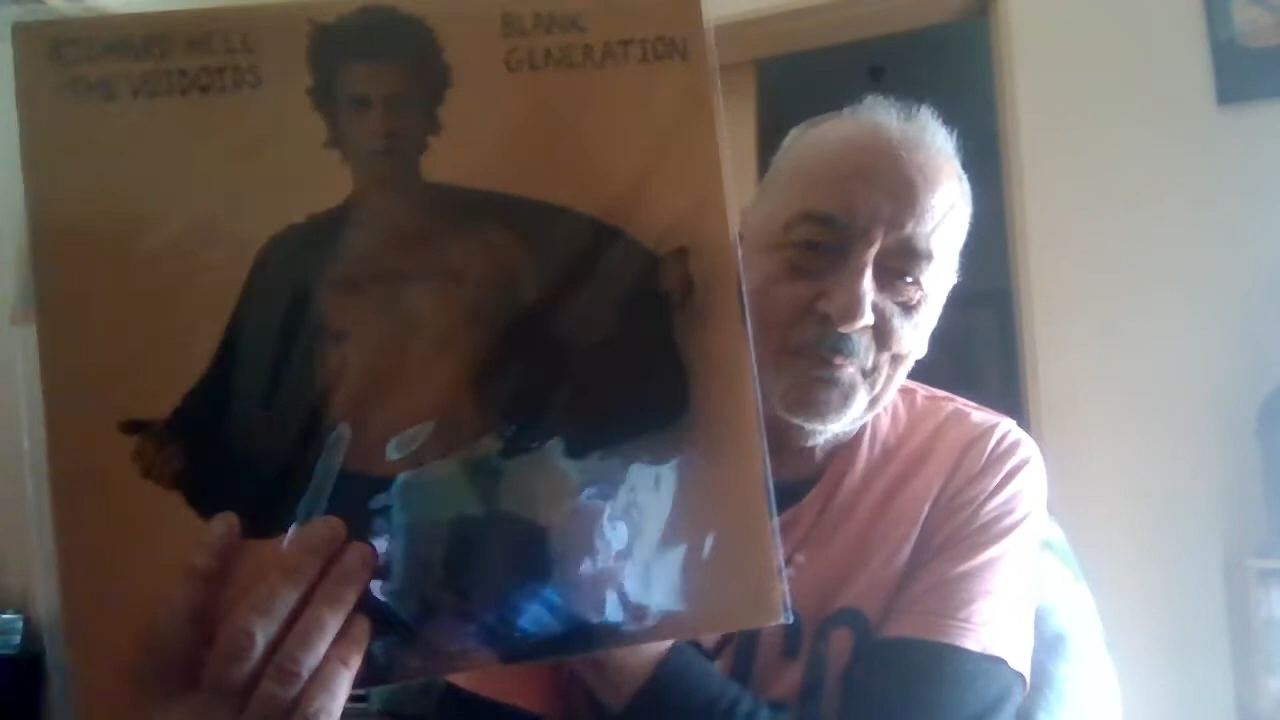 RICHARD HELL
& THE VOIDOIDS
BLANK
GENERATION